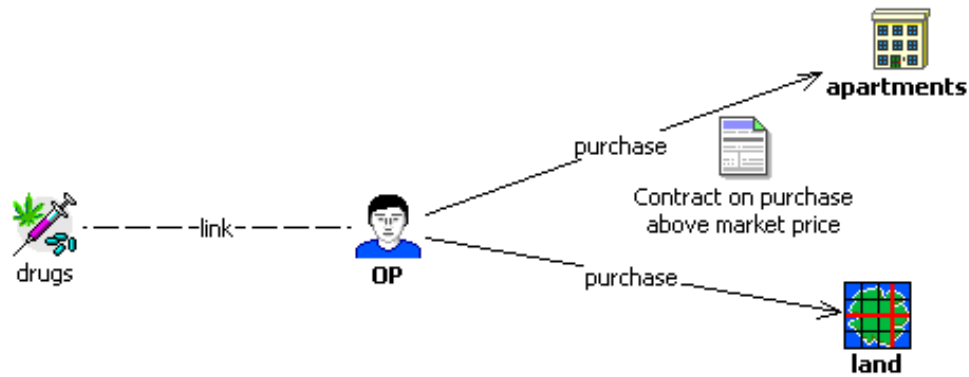 apartments
purchase
Contract on purchase
above market price
link
drugs
OP
purchase
land